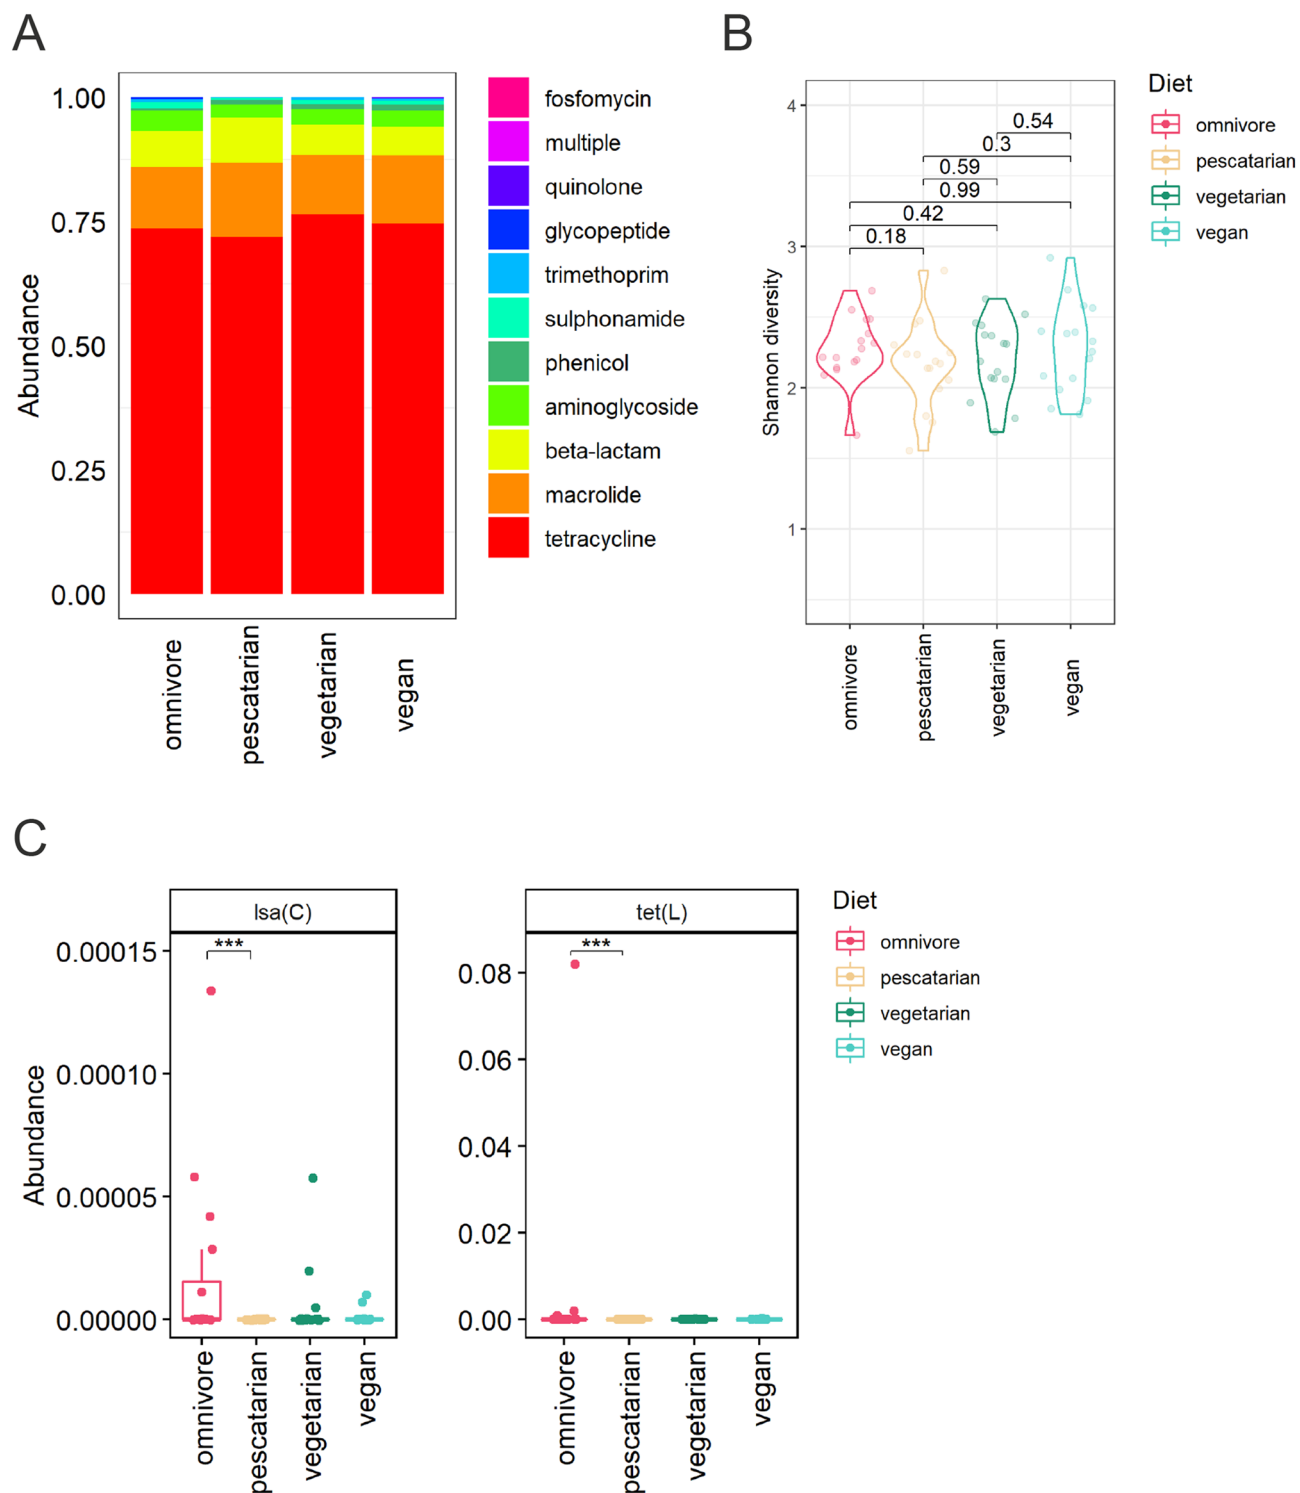 A
1.00
0.75
0.50
0.25
0.00
Abundance
omnivore
pescatarian
vegetarian
vegan
fosfomycin
multiple
quinolone
glycopeptide
trimethoprim
sulphonamide
phenicol
aminoglycoside
beta-lactam
macrolide
tetracycline
B
4
3
2
1
Shannon diversity
0.54
0.3
0.59
0.99
0.42
0.18
omnivore
pescatarian
vegetarian
vegan
Diet
omnivore
pescatarian
vegetarian
vegan
C
lsa(C)
***
0.00015
0.00010
0.00005
0.00000
Abundance
omnivore
pescatarian
vegetarian
vegan
tet(L)
***
0.08
0.06
0.04
0.02
0.00
omnivore
pescatarian
vegetarian
vegan
Diet
omnivore
pescatarian
vegetarian
vegan